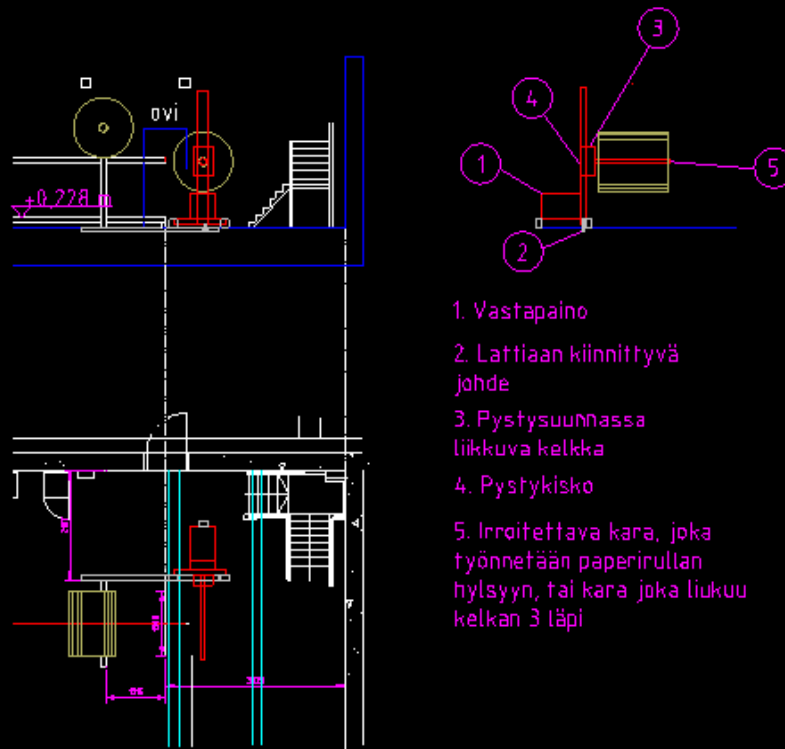 3
ovi
4
1
5
+0,228 m
2
1. Vastapaino
2. Lattiaan kiinnittyvä
johde
3. Pystysuunnassa
liikkuva kelkka
4. Pystykisko
5. Irroitettava kara, joka
työnnetään paperirullan
hylsyyn, tai kara joka liukuu
kelkan 3 läpi